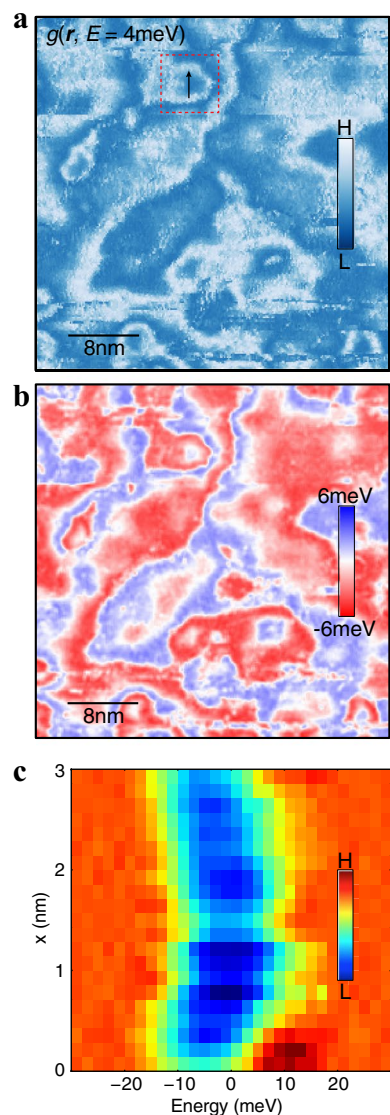 a
g(r, E = 4meV)
H
L
8nm
b
6meV
-6meV
8nm
c
3
2
1
0
x (nm)
H
L
−20 −10 0 10 20
Energy (meV)